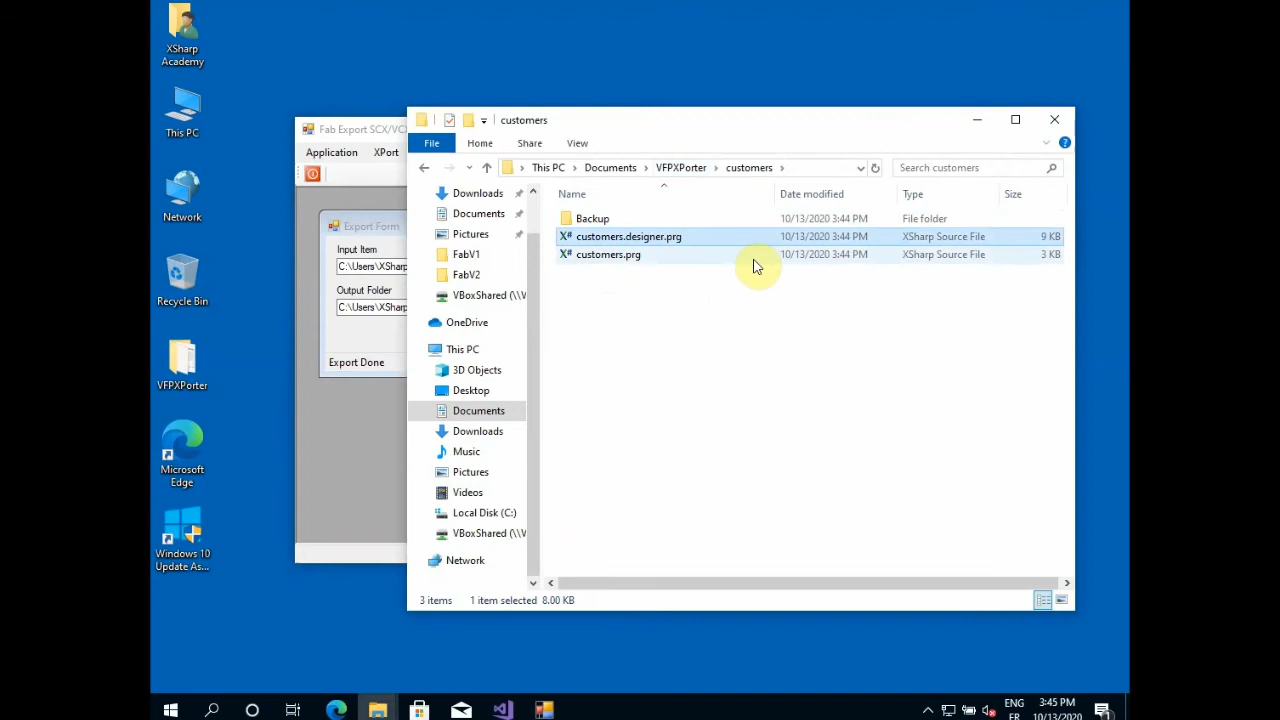 XSharp
Academy
This PC
Network
Recycle Bin
VFPXPorter
Microsoft
Edge
Windows 10
Update As...
Fab Export SCX/VC
Application XPort
Export Form
Input Item
C:\Users\XSharp
Output Folder
C:\Users\XSharp
Export Done
customers
File Home Share View
This PC Documents VFPXPorter customers
Search customers
Downloads
Documents
Pictures
FabV1
FabV2
VBoxShared (\\V
OneDrive
This PC
3D Objects
Desktop
Documents
Downloads
Music
Pictures
Videos
Local Disk (C:)
VBoxShared (\\V
Network
Name Date modified Type Size
Backup 10/13/2020 3:44 PM File folder
X# customers.designer.prg 10/13/2020 3:44 PM XSharp Source File 9 KB
X# customers.prg 10/13/2020 3:44 PM XSharp Source File 3 KB
3 items 1 item selected 8.00 KB
ENG
FR
3:45 PM
10/13/2020
1